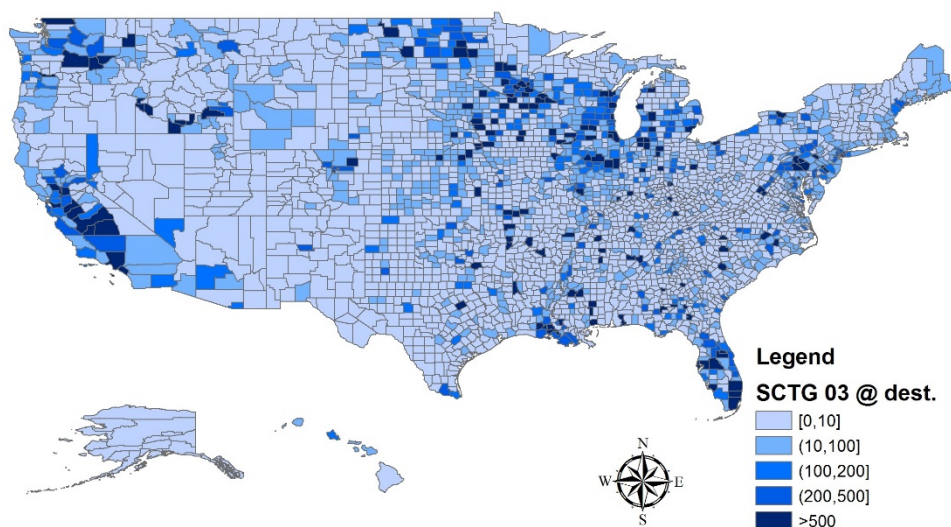 Legend
SCTG 03 @ dest.
[0,10]
(10,100]
(100,200]
(200,500]
>500
N
W E
S